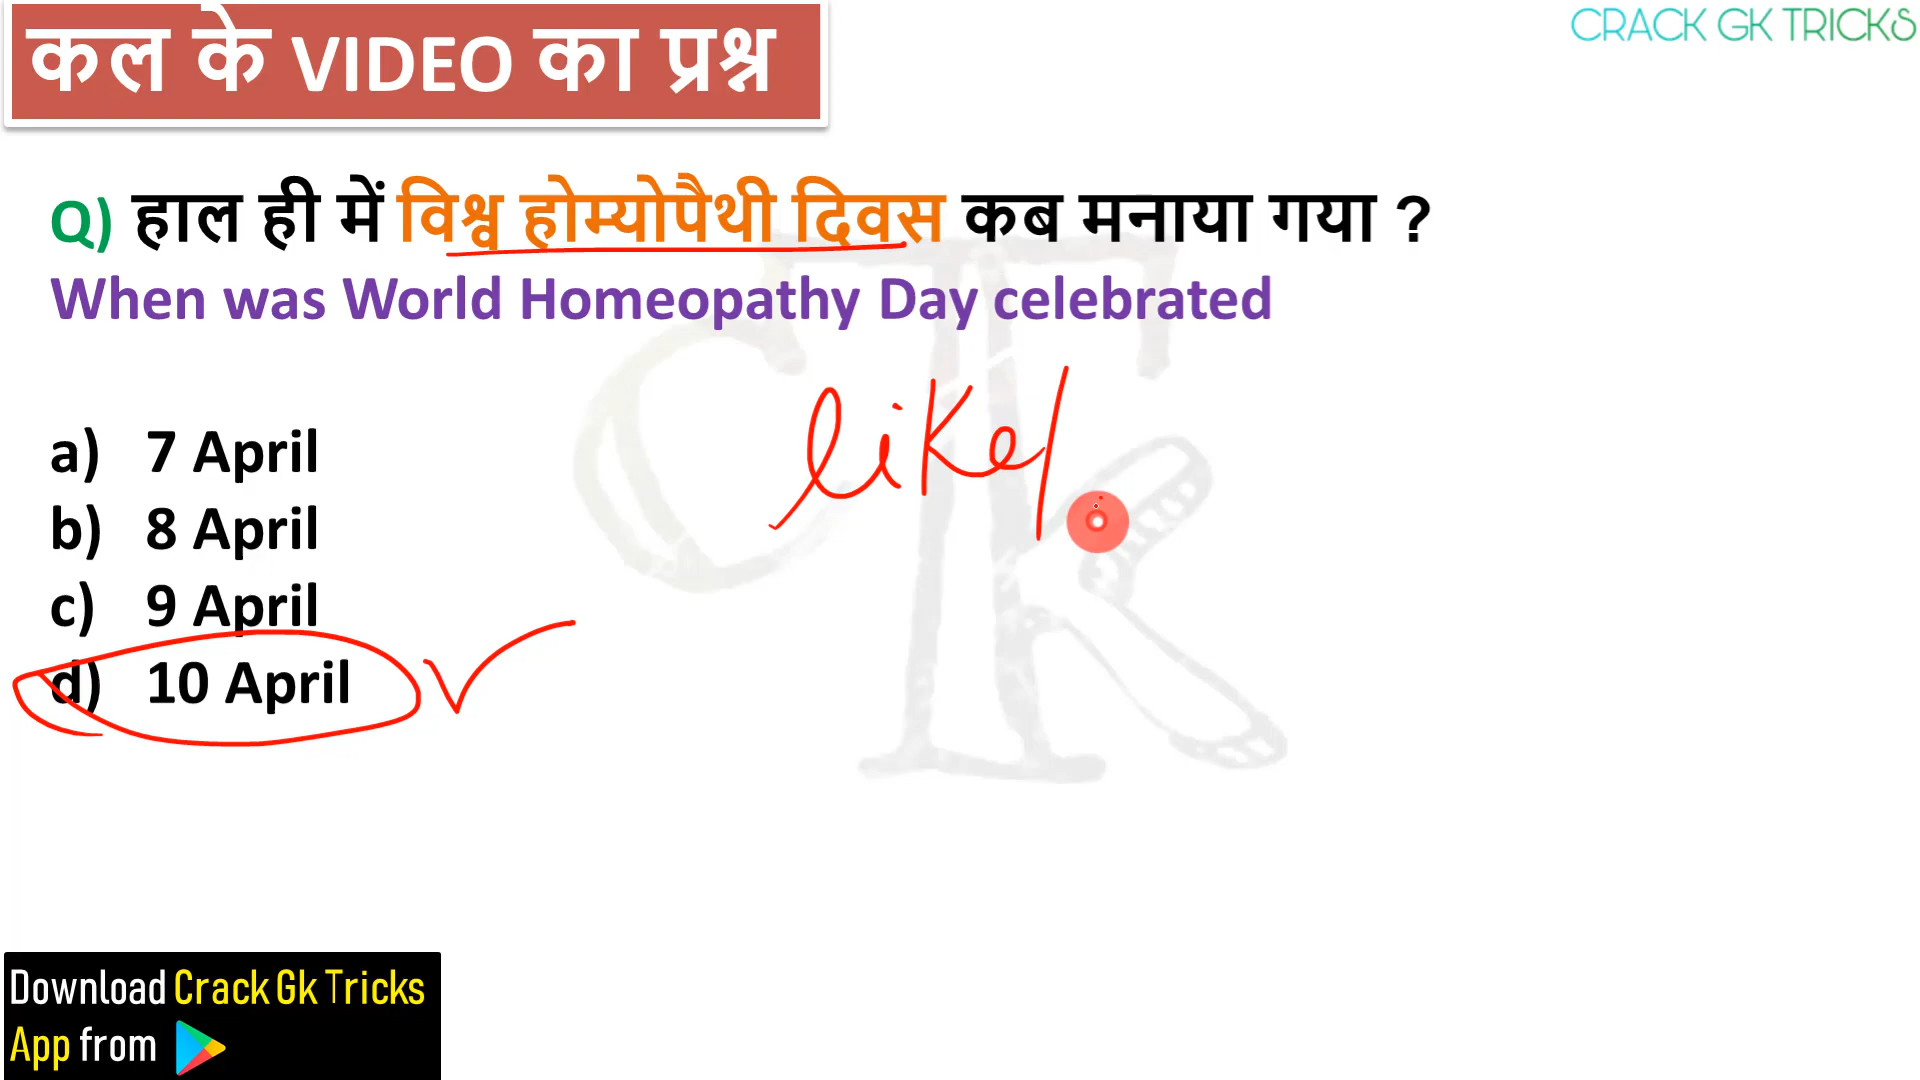 कल के VIDEO का प्रश्न
CRACK GK TRICKS
Q) हाल ही में विश्व होम्योपैथी दिवस कब मनाया गया ?
When was World Homeopathy Day celebrated
like
a) 7 April
b) 8 April
c) 9 April
d) 10 April
Download Crack Gk Tricks
App from